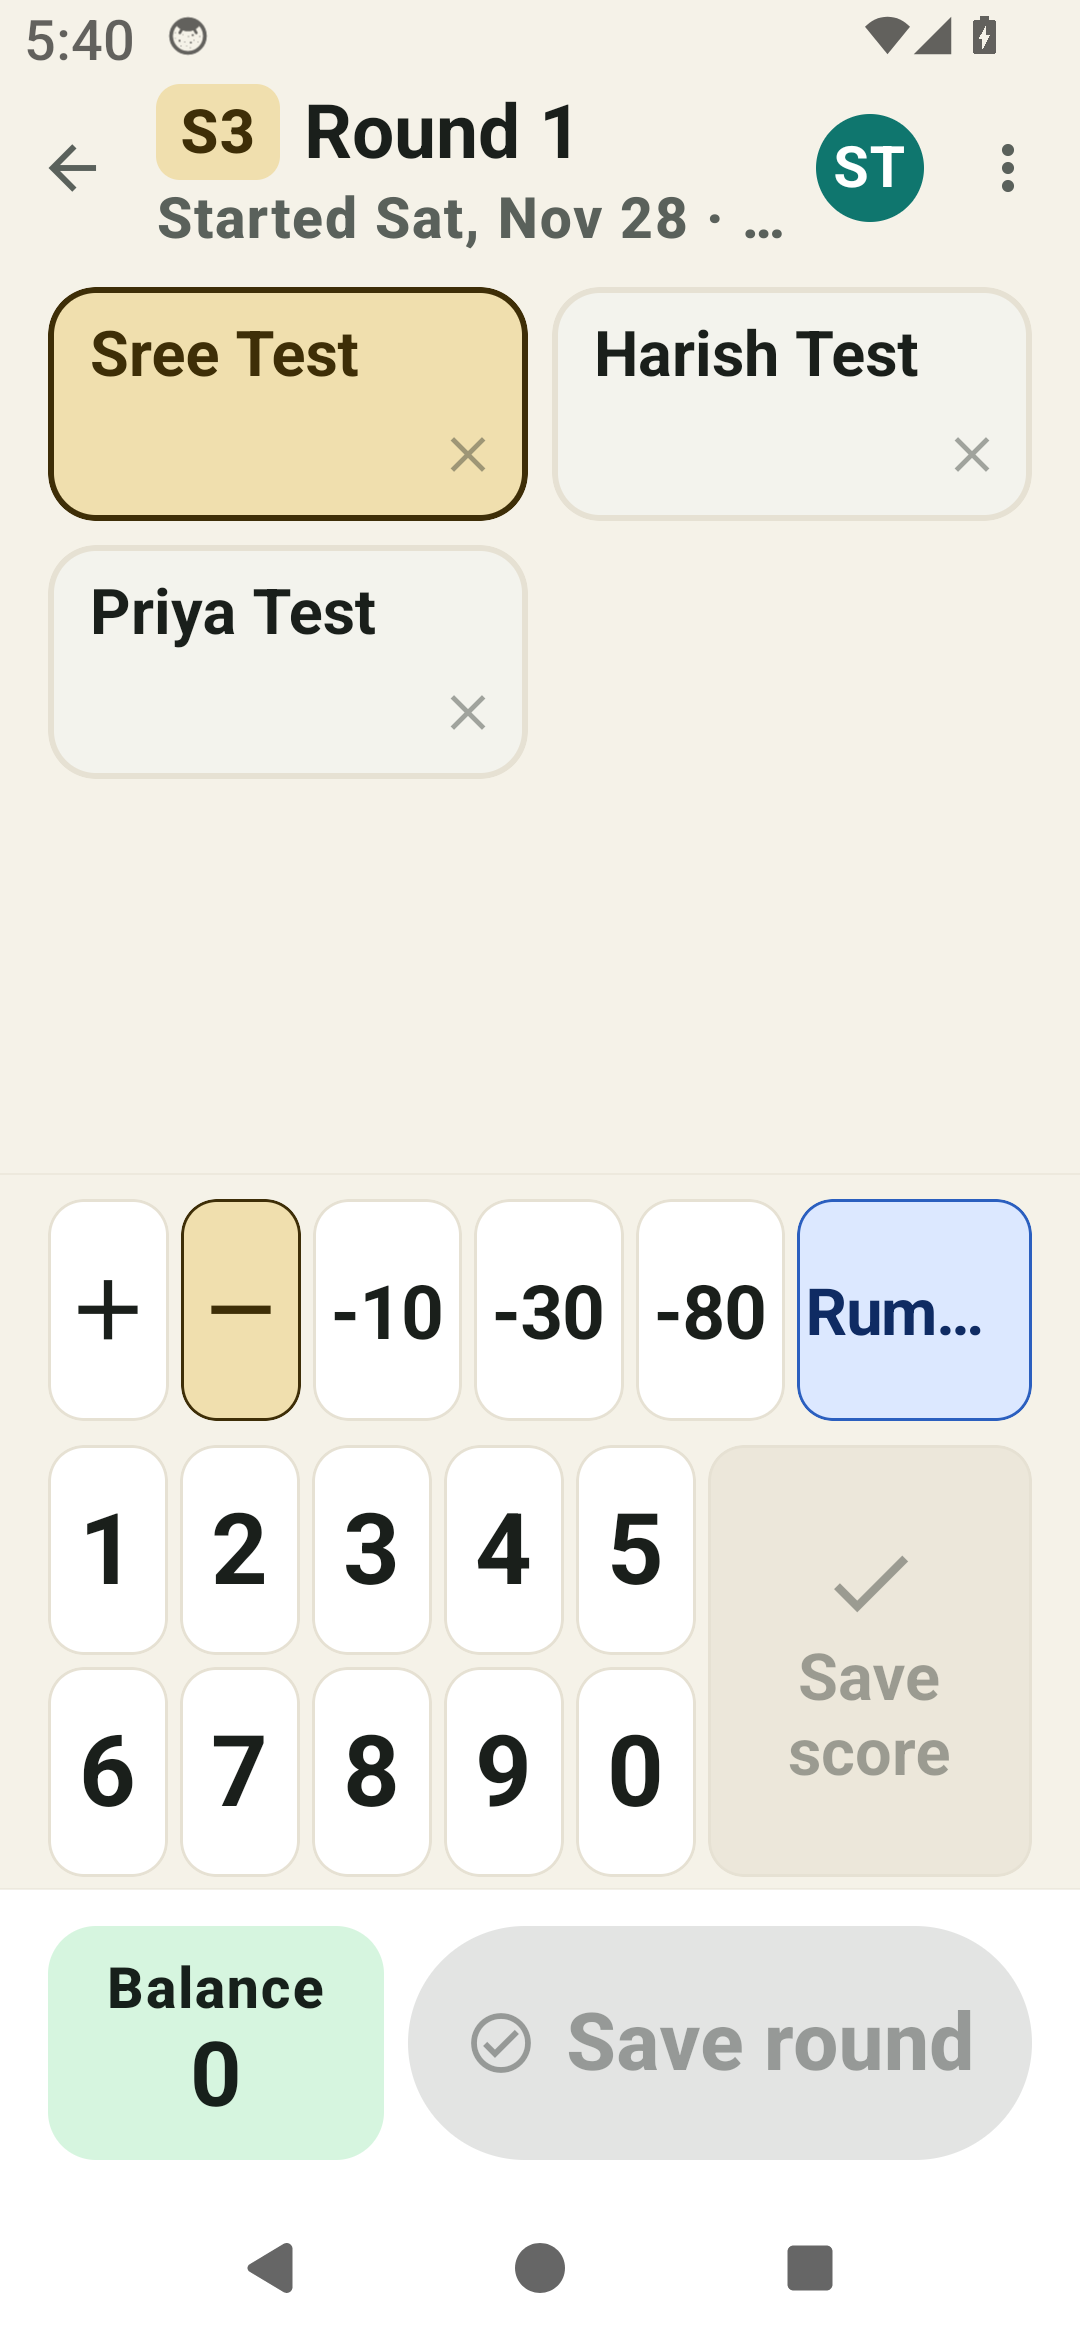 5:40
S3 Round 1
ST
Started Sat, Nov 28 · …
Sree Test
Harish Test
Priya Test
+ − -10 -30 -80 Rum…
1 2 3 4 5
6 7 8 9 0
Save
score
Balance
0
Save round